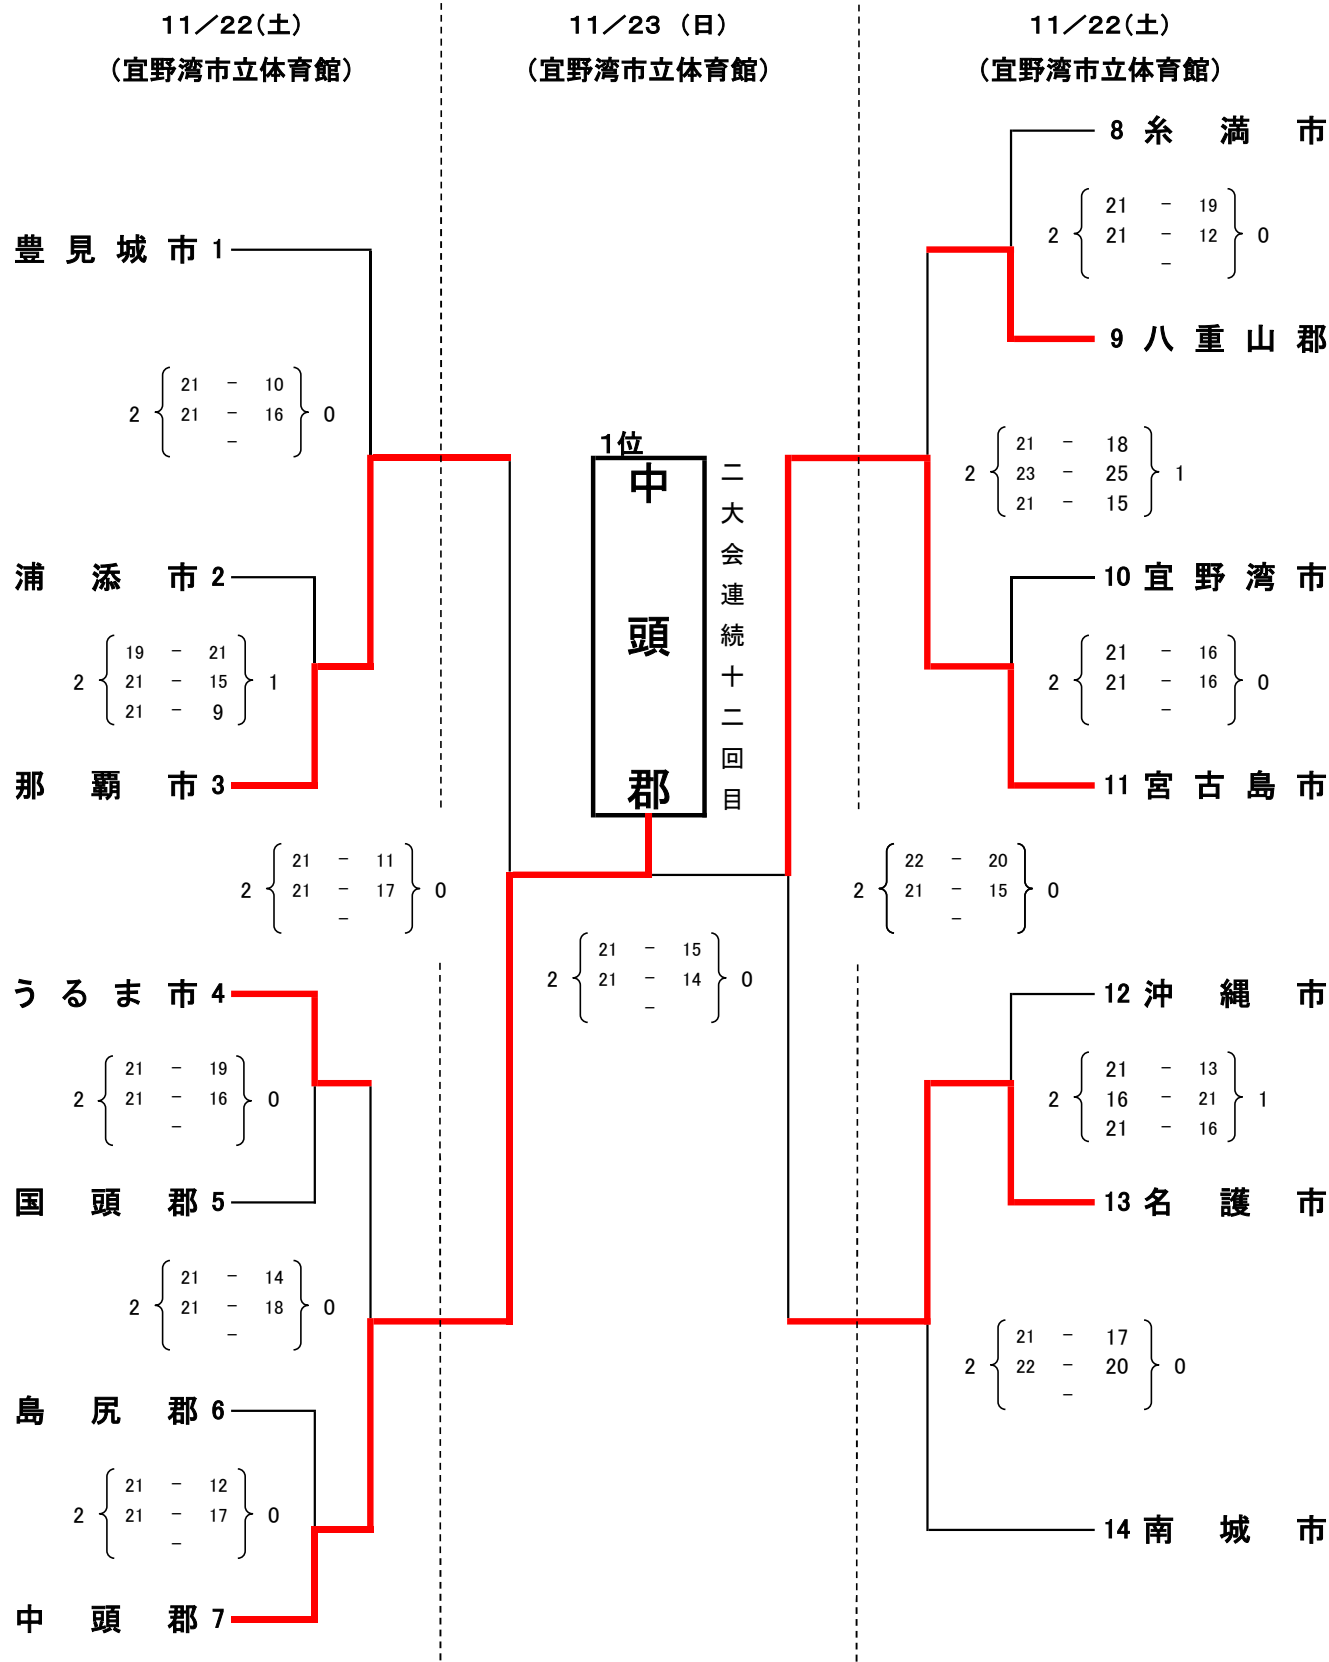 11／22（土）
（宜野湾市立体育館）
11／23 （日）
（宜野湾市立体育館）
11／22（土）
（宜野湾市立体育館）
豊見城市 1
21 － 10
2 21 － 16 0
－
浦添市 2
19 － 21
2 21 － 15 1
21 － 9
那覇市 3
21 － 11
2 21 － 17 0
－
うるま市 4
21 － 19
2 21 － 16 0
－
国頭郡 5
21 － 14
2 21 － 18 0
－
島尻郡 6
21 － 12
2 21 － 17 0
－
中頭郡 7
1位
中頭郡
二大会連続十二回目
21 － 15
2 21 － 14 0
－
8 糸満市
21 － 19
2 21 － 12 0
－
9 八重山郡
21 － 18
2 23 － 25 1
21 － 15
10 宜野湾市
21 － 16
2 21 － 16 0
－
11 宮古島市
22 － 20
2 21 － 15 0
－
12 沖縄市
21 － 13
2 16 － 21 1
21 － 16
13 名護市
21 － 17
2 22 － 20 0
－
14 南城市